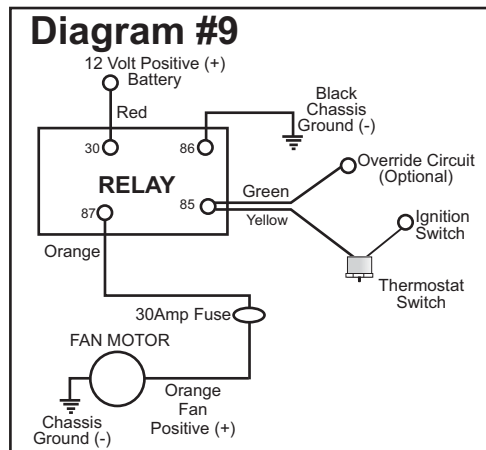 Diagram #9
12 Volt Positive (+)
Battery
Red
Black
Chassis
Ground (-)
30
86
RELAY
87
85
Green
Yellow
Override Circuit
(Optional)
Ignition
Switch
Thermostat
Switch
Orange
30Amp Fuse
FAN MOTOR
Orange
Fan
Positive (+)
Chassis
Ground (-)